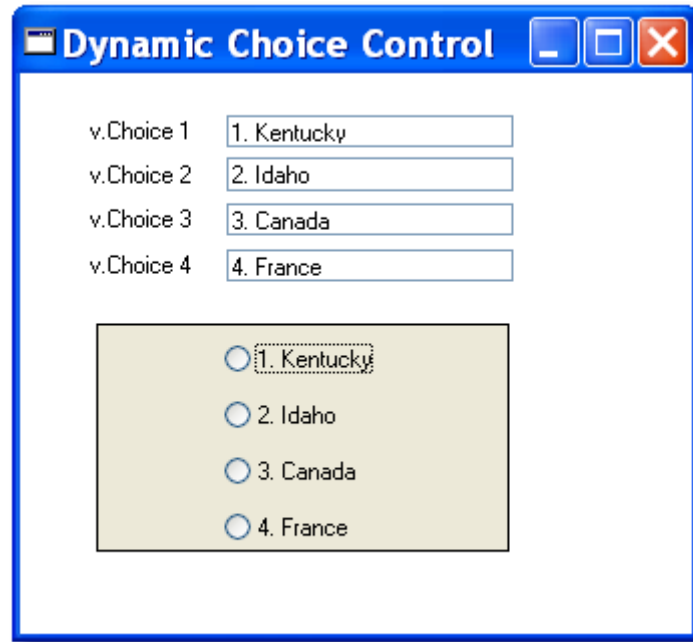 Dynamic Choice Control
v.Choice 1 1. Kentucky
v.Choice 2 2. Idaho
v.Choice 3 3. Canada
v.Choice 4 4. France
1. Kentucky
2. Idaho
3. Canada
4. France